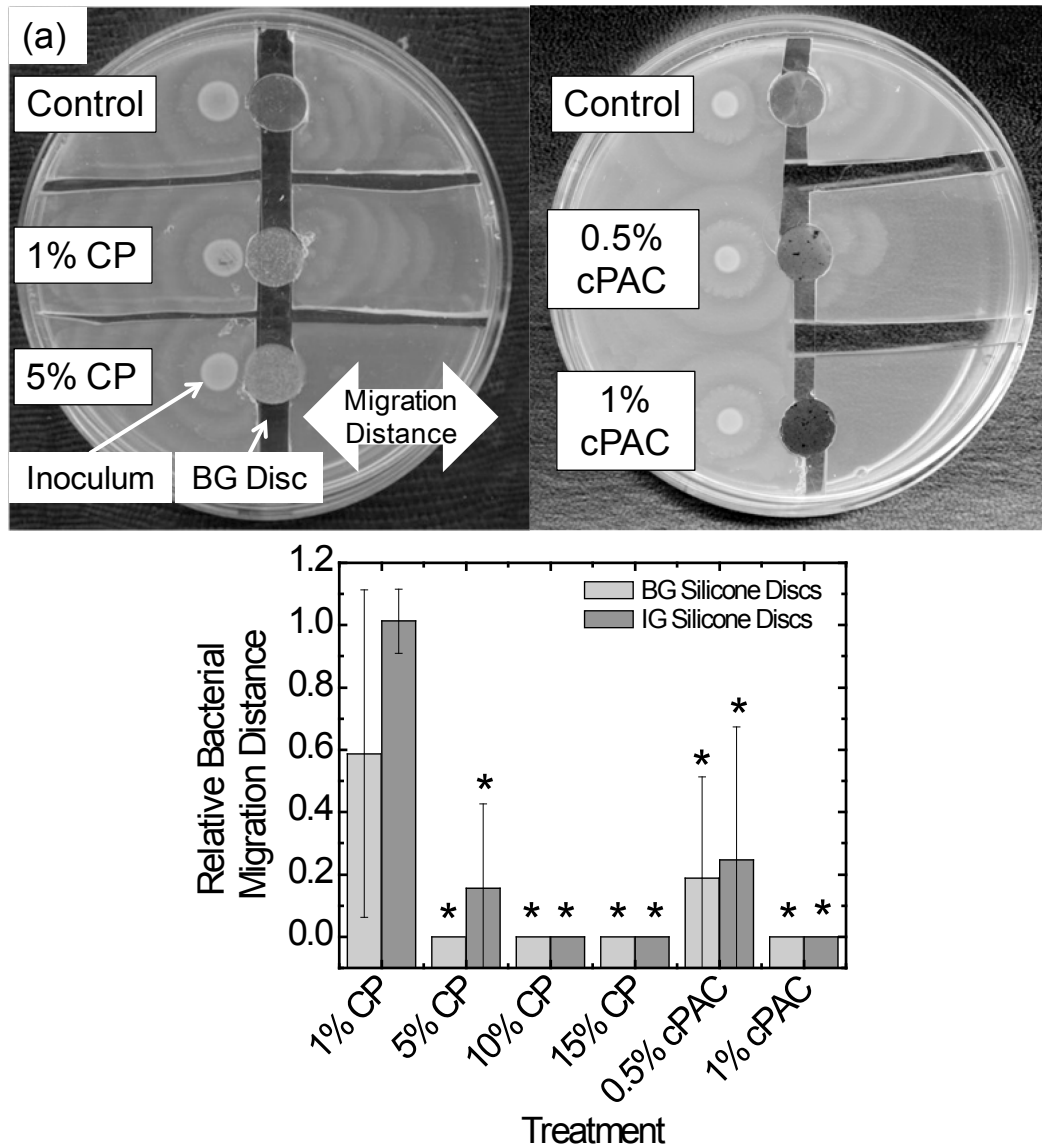 (a)
Control
1% CP
5% CP
Inoculum
BG Disc
Migration
Distance
Control
0.5%
cPAC
1%
cPAC
Relative Bacterial
Migration Distance
1.2
1.0
0.8
0.6
0.4
0.2
0.0
BG Silicone Discs
IG Silicone Discs
*
*
*
*
*
*
*
*
*
*
1% CP
5% CP
10% CP
15% CP
0.5% cPAC
1% cPAC
Treatment